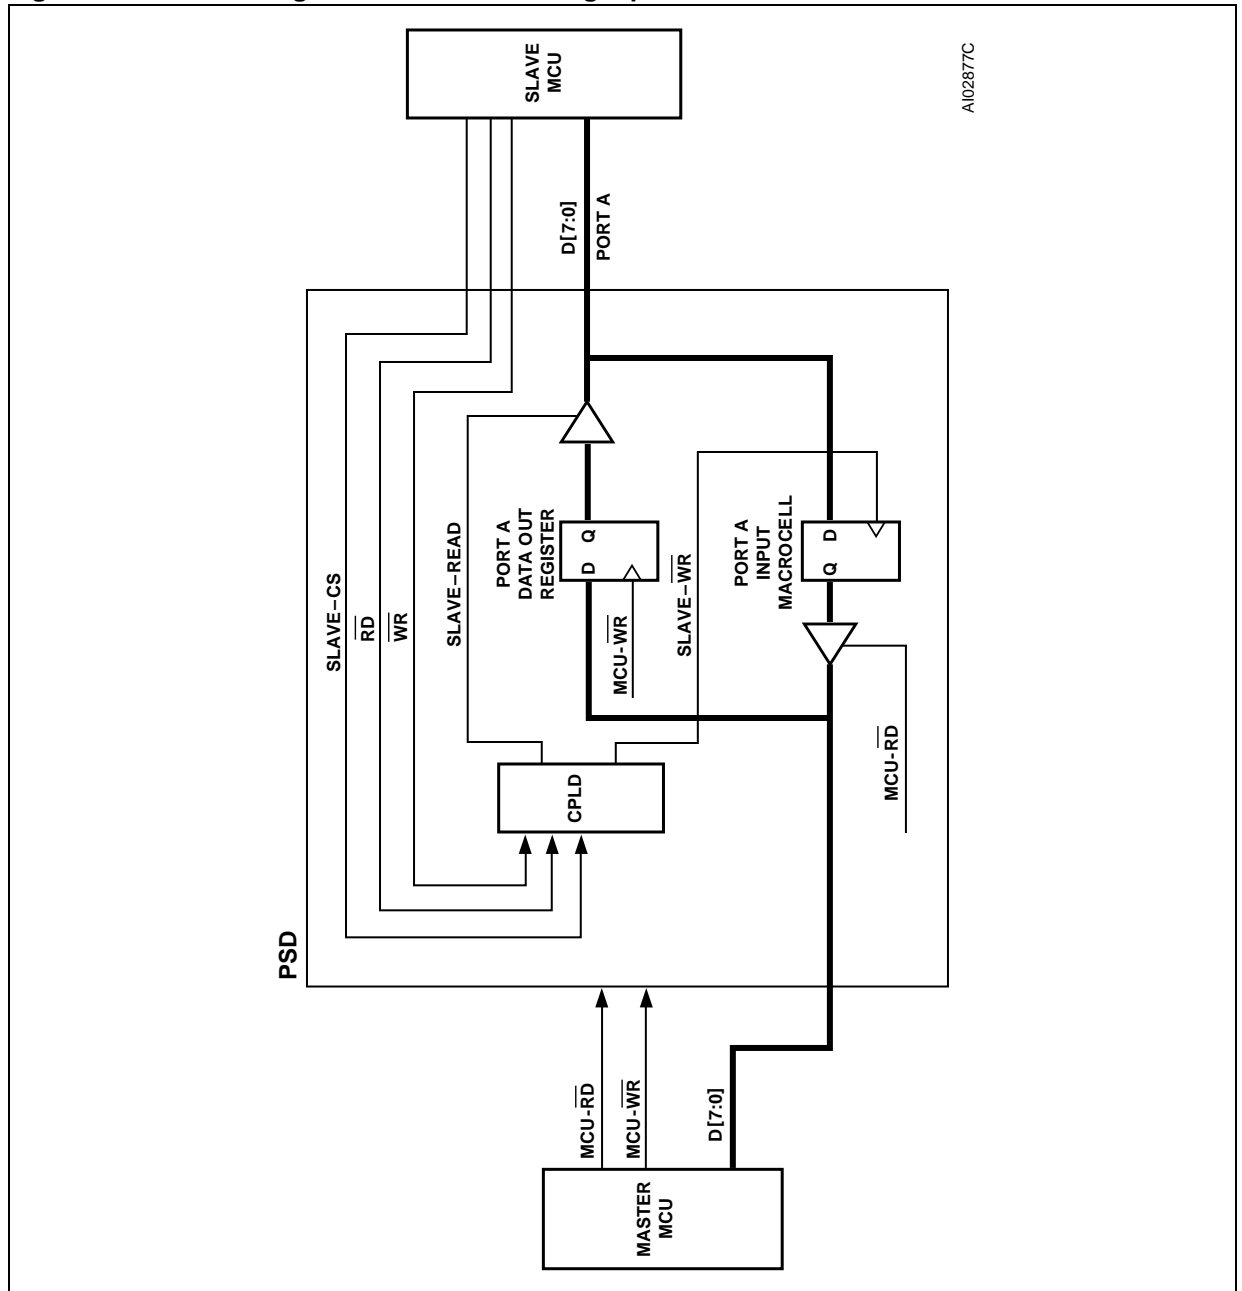 SLAVE
MCU
AI02877C
D[7:0]
PORT A
SLAVE–CS
RD
WR
SLAVE–READ
PORT A
DATA OUT
REGISTER
D Q
MCU-WR
SLAVE–WR
PORT A
INPUT
MACROCELL
Q D
MCU-RD
CPLD
PSD
MCU-RD
MCU-WR
D[7:0]
MASTER
MCU